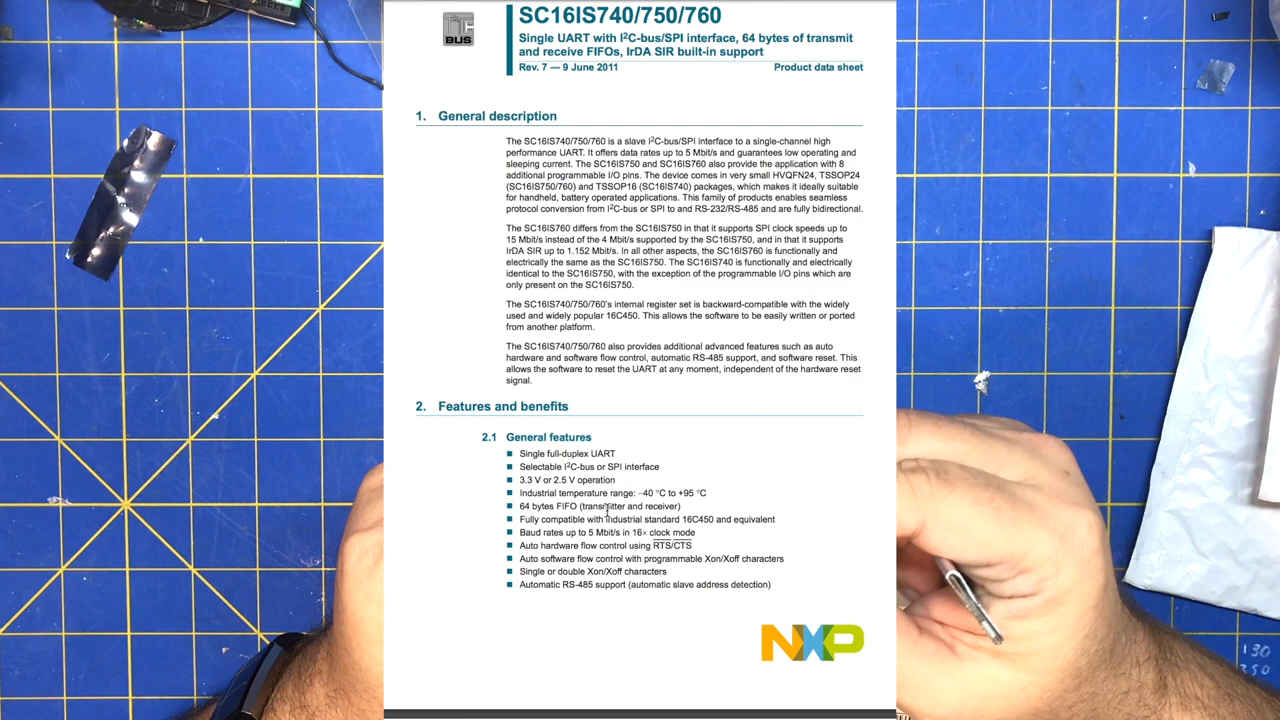 BUS
SC16IS740/750/760
Single UART with I²C-bus/SPI interface, 64 bytes of transmit
and receive FIFOs, IrDA SIR built-in support
Rev. 7 — 9 June 2011 Product data sheet
1. General description
The SC16IS740/750/760 is a slave I²C-bus/SPI interface to a single-channel high
performance UART. It offers data rates up to 5 Mbit/s and guarantees low operating and
sleeping current. The SC16IS750 and SC16IS760 also provide the application with 8
additional programmable I/O pins. The device comes in very small HVQFN24, TSSOP24
(SC16IS750/760) and TSSOP16 (SC16IS740) packages, which makes it ideally suitable
for handheld, battery operated applications. This family of products enables seamless
protocol conversion from I²C-bus or SPI to and RS-232/RS-485 and are fully bidirectional.
The SC16IS760 differs from the SC16IS750 in that it supports SPI clock speeds up to
15 Mbit/s instead of the 4 Mbit/s supported by the SC16IS750, and in that it supports
IrDA SIR up to 1.152 Mbit/s. In all other aspects, the SC16IS760 is functionally and
electrically the same as the SC16IS750. The SC16IS740 is functionally and electrically
identical to the SC16IS750, with the exception of the programmable I/O pins which are
only present on the SC16IS750.
The SC16IS740/750/760's internal register set is backward-compatible with the widely
used and widely popular 16C450. This allows the software to be easily written or ported
from another platform.
The SC16IS740/750/760 also provides additional advanced features such as auto
hardware and software flow control, automatic RS-485 support, and software reset. This
allows the software to reset the UART at any moment, independent of the hardware reset
signal.
2. Features and benefits
2.1 General features
■ Single full-duplex UART
■ Selectable I²C-bus or SPI interface
■ 3.3 V or 2.5 V operation
■ Industrial temperature range: −40 °C to +95 °C
■ 64 bytes FIFO (transmitter and receiver)
■ Fully compatible with industrial standard 16C450 and equivalent
■ Baud rates up to 5 Mbit/s in 16× clock mode
■ Auto hardware flow control using RTS/CTS
■ Auto software flow control with programmable Xon/Xoff characters
■ Single or double Xon/Xoff characters
■ Automatic RS-485 support (automatic slave address detection)
NXP
130